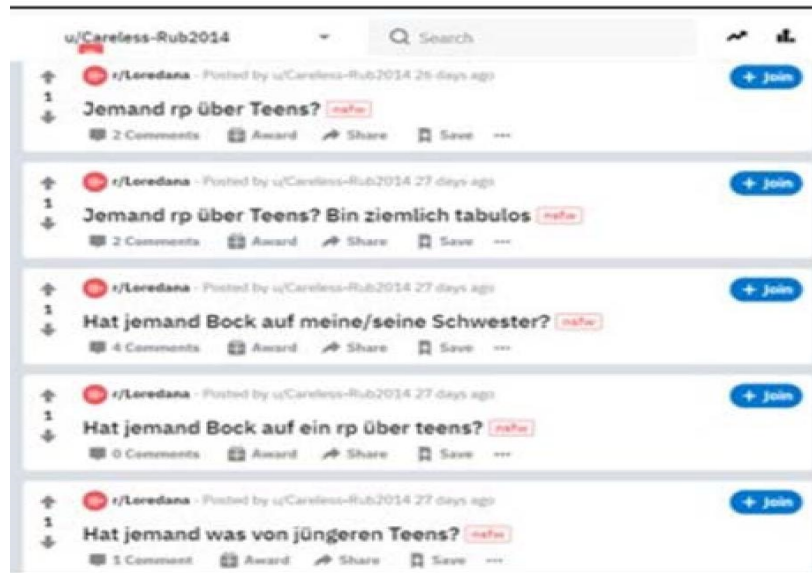 u/Careless-Rub2014
Search
r/Loredana · Posted by u/Careless-Rub2014 26 days ago
+ Join
1
Jemand rp über Teens? nsfw
2 Comments Award Share Save ...
r/Loredana · Posted by u/Careless-Rub2014 27 days ago
+ Join
1
Jemand rp über Teens? Bin ziemlich tabulos nsfw
2 Comments Award Share Save ...
r/Loredana · Posted by u/Careless-Rub2014 27 days ago
+ Join
1
Hat jemand Bock auf meine/seine Schwester? nsfw
4 Comments Award Share Save ...
r/Loredana · Posted by u/Careless-Rub2014 27 days ago
+ Join
1
Hat jemand Bock auf ein rp über teens? nsfw
0 Comments Award Share Save ...
r/Loredana · Posted by u/Careless-Rub2014 27 days ago
+ Join
1
Hat jemand was von jüngeren Teens? nsfw
1 Comment Award Share Save ...